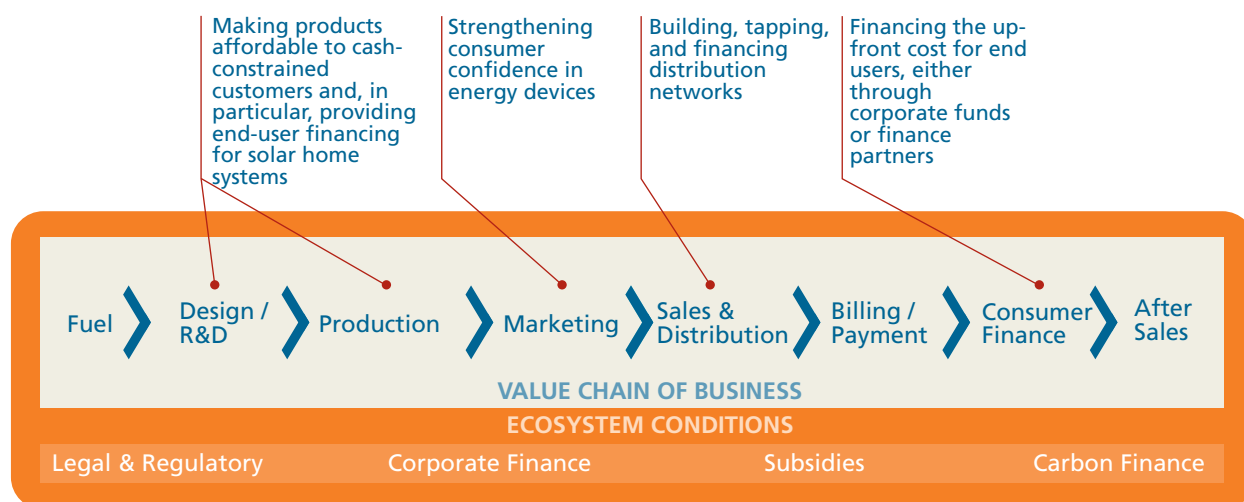 Making products
affordable to cash-
constrained
customers and, in
particular, providing
end-user financing
for solar home
systems
Strengthening
consumer
confidence in
energy devices
Building, tapping,
and financing
distribution
networks
Financing the up-
front cost for end
users, either
through
corporate funds
or finance
partners
Fuel
Design /
R&D
Production
Marketing
Sales &
Distribution
Billing /
Payment
Consumer
Finance
After
Sales
VALUE CHAIN OF BUSINESS
ECOSYSTEM CONDITIONS
Legal & Regulatory
Corporate Finance
Subsidies
Carbon Finance